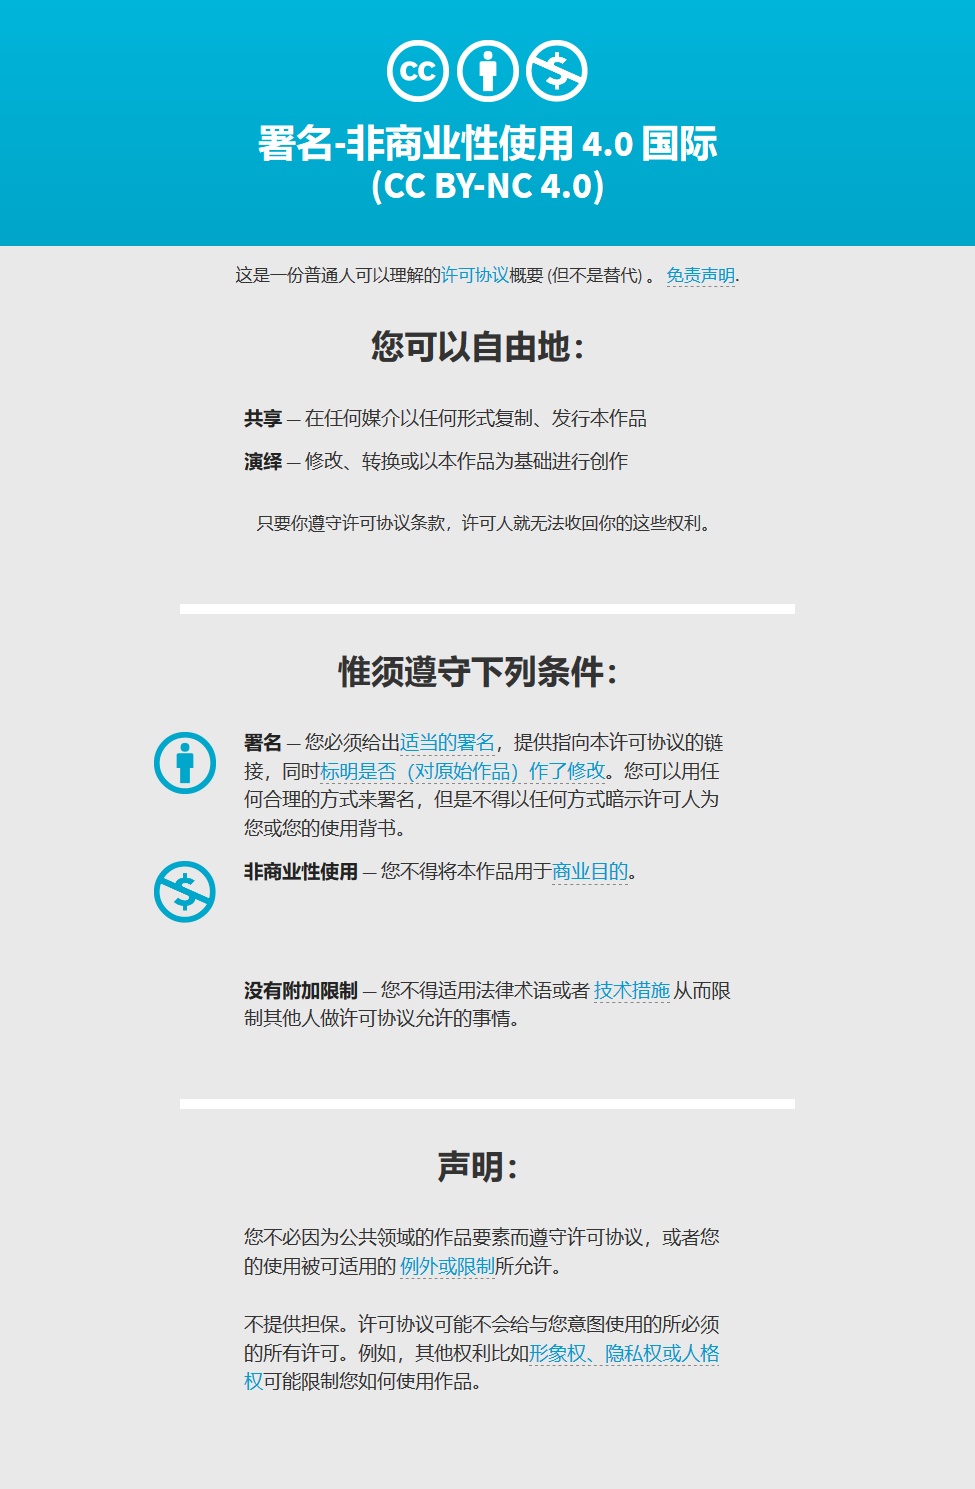 CC
署名-非商业性使用 4.0 国际
(CC BY-NC 4.0)
这是一份普通人可以理解的许可协议概要 (但不是替代) 。 免责声明.
您可以自由地：
共享 — 在任何媒介以任何形式复制、发行本作品
演绎 — 修改、转换或以本作品为基础进行创作
只要你遵守许可协议条款，许可人就无法收回你的这些权利。
惟须遵守下列条件：
署名 — 您必须给出适当的署名，提供指向本许可协议的链
接，同时标明是否（对原始作品）作了修改。您可以用任
何合理的方式来署名，但是不得以任何方式暗示许可人为
您或您的使用背书。
非商业性使用 — 您不得将本作品用于商业目的。
没有附加限制 — 您不得适用法律术语或者 技术措施 从而限
制其他人做许可协议允许的事情。
声明：
您不必因为公共领域的作品要素而遵守许可协议，或者您
的使用被可适用的 例外或限制所允许。
不提供担保。许可协议可能不会给与您意图使用的所必须
的所有许可。例如，其他权利比如形象权、隐私权或人格
权可能限制您如何使用作品。